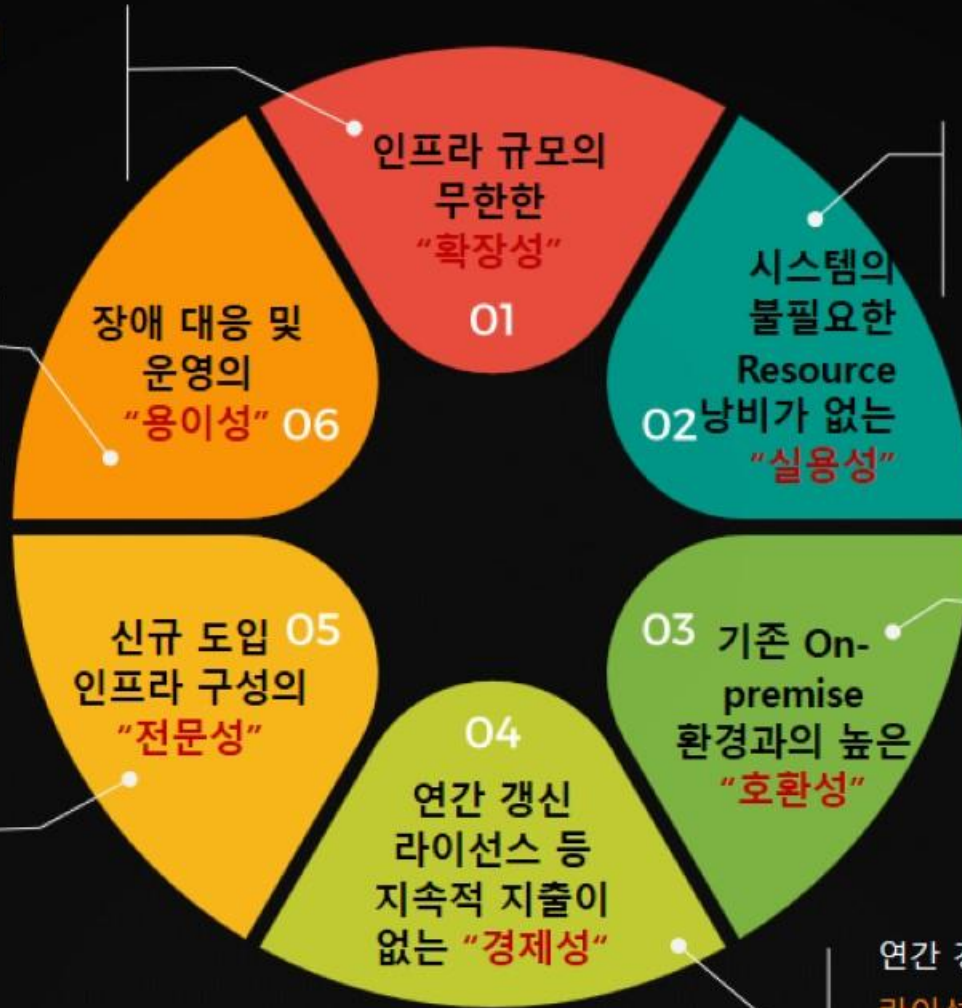 인프라 규모의
무한한
“확장성”
01
시스템의
불필요한
Resource
02
낭비가 없는
“실용성”
03
기존 On-
premise
환경과의 높은
“호환성”
04
연간 갱신
라이선스 등
지속적 지출이
없는 “경제성”
05
신규 도입
인프라 구성의
“전문성”
장애 대응 및
운영의
“용이성”
06
연간